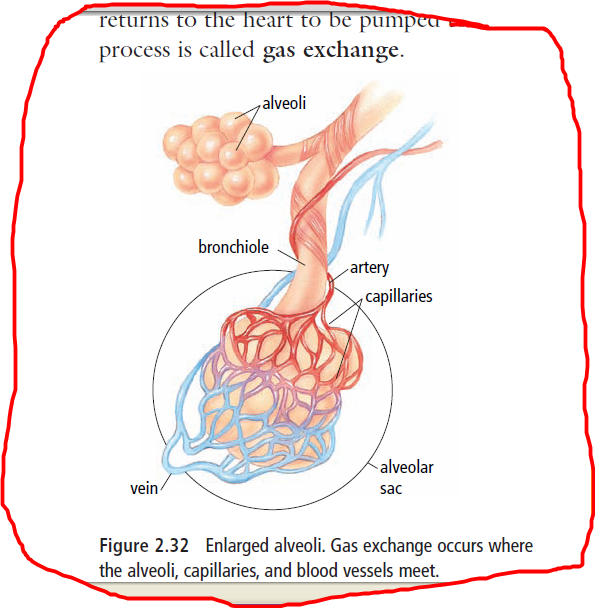 returns to the heart to be pumped
process is called gas exchange.
alveoli
bronchiole
artery
capillaries
alveolar
sac
vein
Figure 2.32 Enlarged alveoli. Gas exchange occurs where
the alveoli, capillaries, and blood vessels meet.